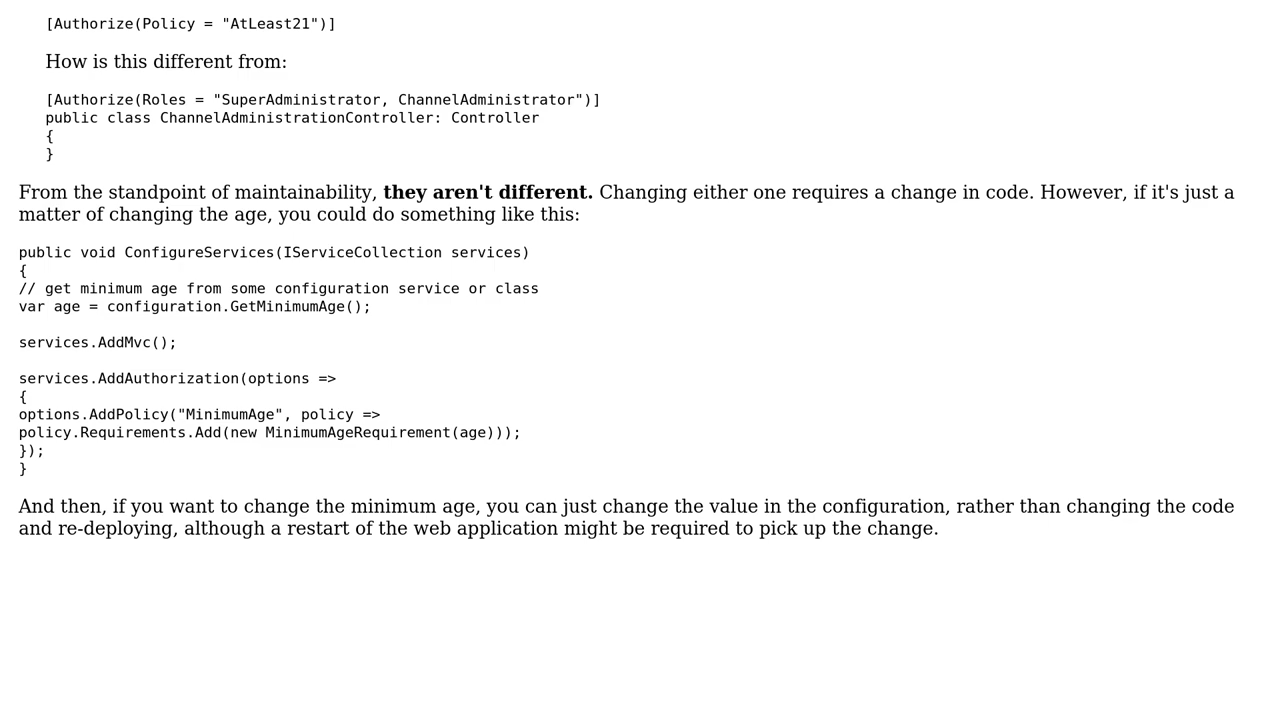 [Authorize(Policy = "AtLeast21")]
How is this different from:
[Authorize(Roles = "SuperAdministrator, ChannelAdministrator")]
public class ChannelAdministrationController: Controller
{
}
From the standpoint of maintainability, they aren't different. Changing either one requires a change in code. However, if it's just a
matter of changing the age, you could do something like this:
public void ConfigureServices(IServiceCollection services)
{
// get minimum age from some configuration service or class
var age = configuration.GetMinimumAge();
services.AddMvc();
services.AddAuthorization(options =>
{
options.AddPolicy("MinimumAge", policy =>
policy.Requirements.Add(new MinimumAgeRequirement(age)));
});
}
And then, if you want to change the minimum age, you can just change the value in the configuration, rather than changing the code
and re-deploying, although a restart of the web application might be required to pick up the change.